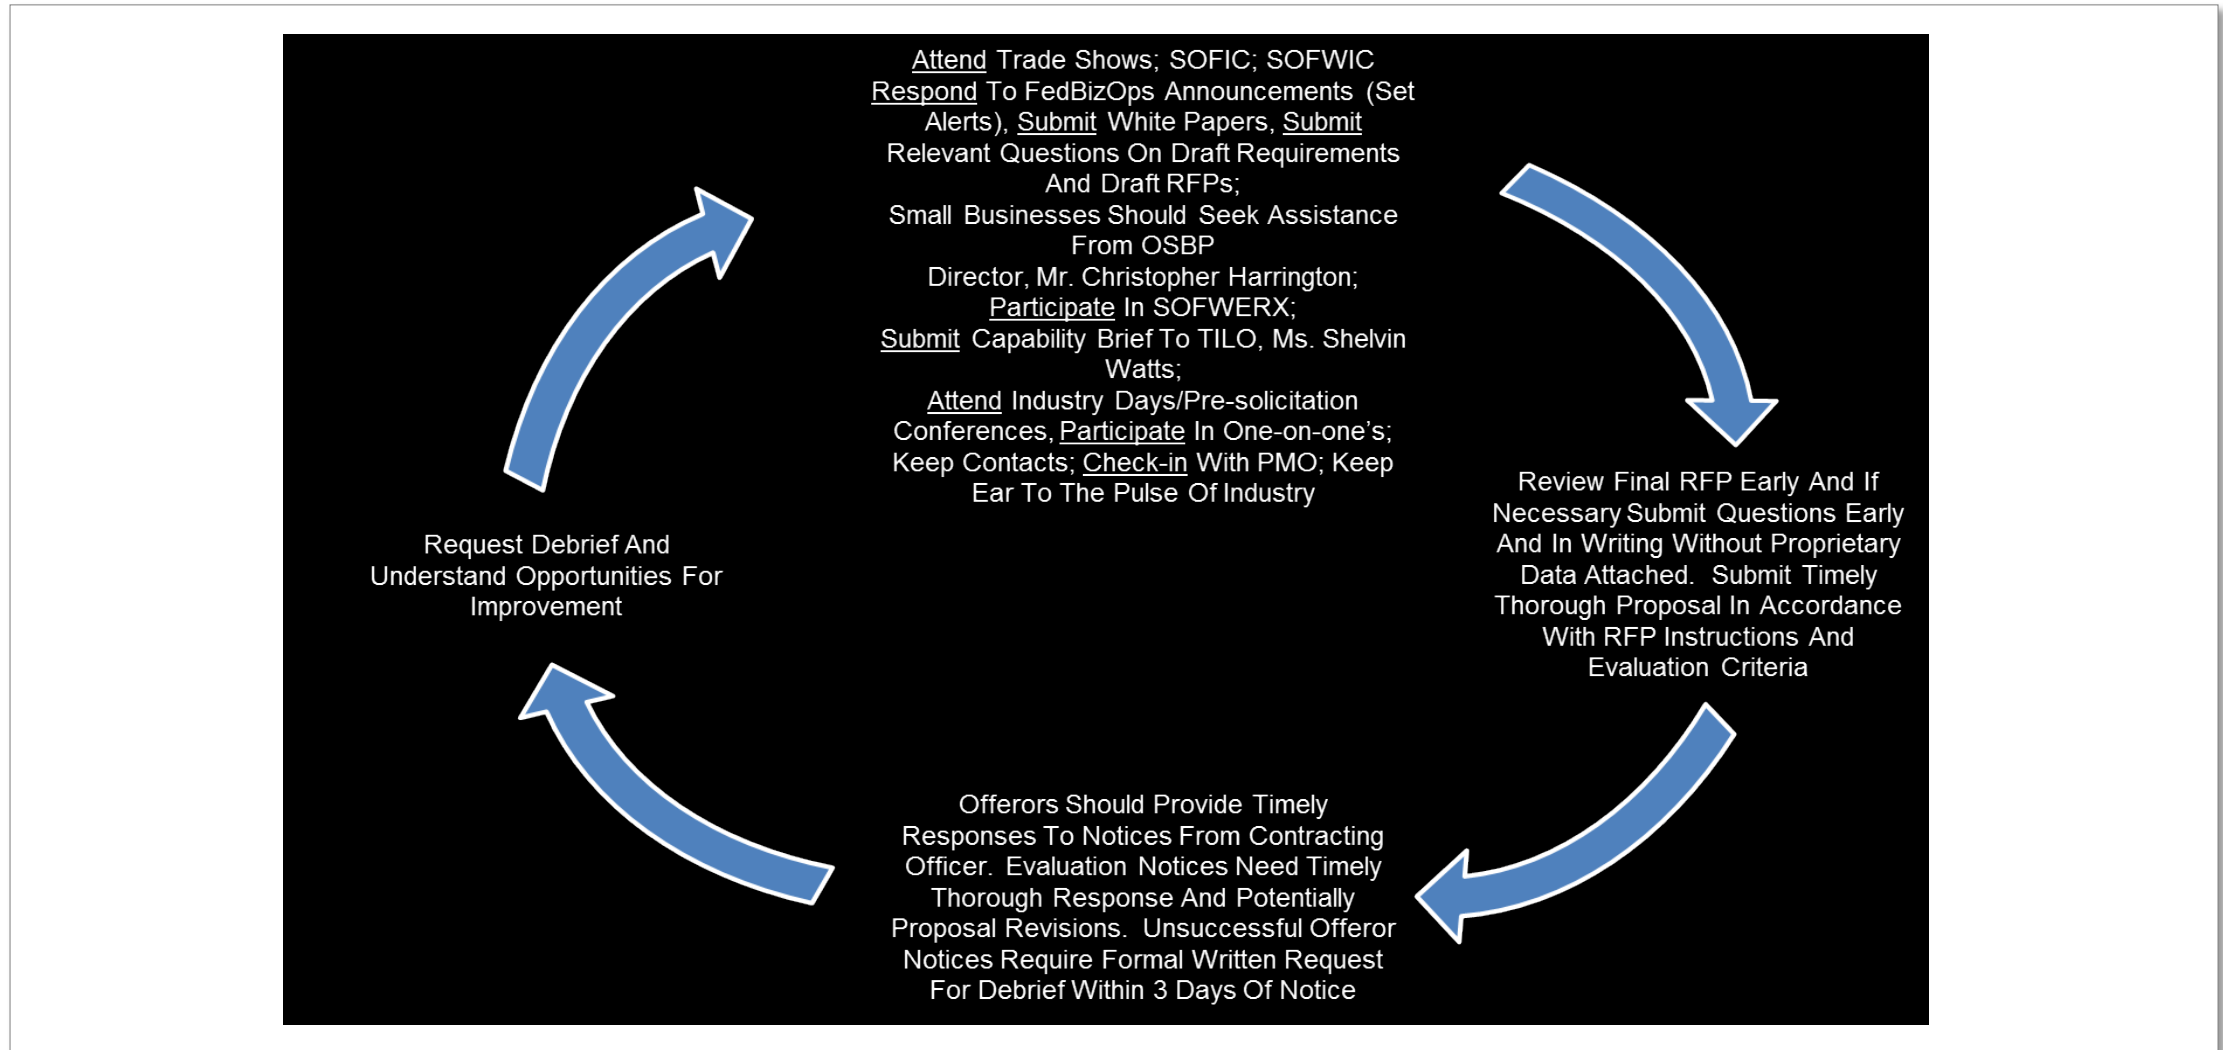 Attend Trade Shows; SOFIC; SOFWIC
Respond To FedBizOps Announcements (Set
Alerts), Submit White Papers, Submit
Relevant Questions On Draft Requirements
And Draft RFPs;
Small Businesses Should Seek Assistance
From OSBP
Director, Mr. Christopher Harrington;
Participate In SOFWERX;
Submit Capability Brief To TILO, Ms. Shelvin
Watts;
Attend Industry Days/Pre-solicitation
Conferences, Participate In One-on-one’s;
Keep Contacts; Check-in With PMO; Keep
Ear To The Pulse Of Industry
Review Final RFP Early And If
Necessary Submit Questions Early
And In Writing Without Proprietary
Data Attached. Submit Timely
Thorough Proposal In Accordance
With RFP Instructions And
Evaluation Criteria
Offerors Should Provide Timely
Responses To Notices From Contracting
Officer. Evaluation Notices Need Timely
Thorough Response And Potentially
Proposal Revisions. Unsuccessful Offeror
Notices Require Formal Written Request
For Debrief Within 3 Days Of Notice
Request Debrief And
Understand Opportunities For
Improvement